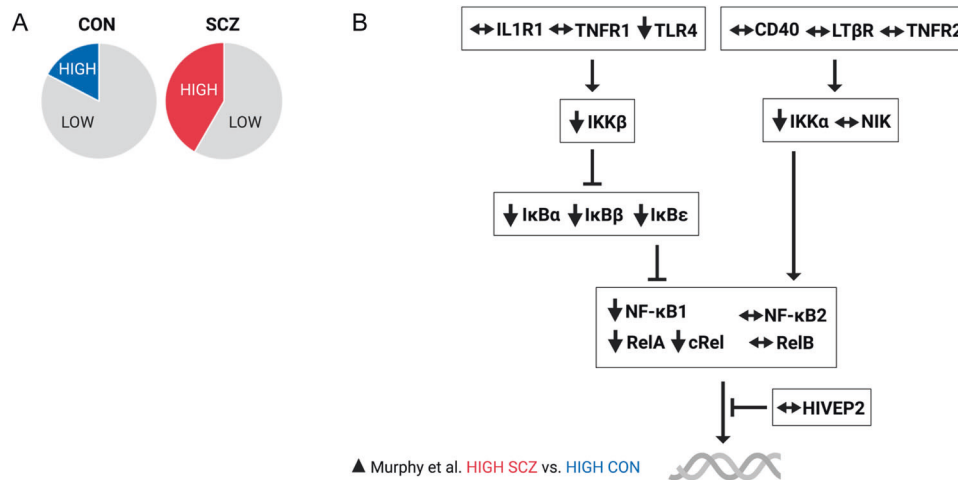 A
CON
SCZ
HIGH
LOW
HIGH
LOW
B
↔IL1R1 ↔TNFR1 ↓TLR4
↔CD40 ↔LTβR ↔TNFR2
↓IKKβ
↓IKKα ↔NIK
↓IκBα ↓IκBβ ↓IκBε
↓NF-κB1 ↔NF-κB2
↓RelA ↓cRel ↔RelB
↔HIVEP2
▲ Murphy et al. HIGH SCZ vs. HIGH CON